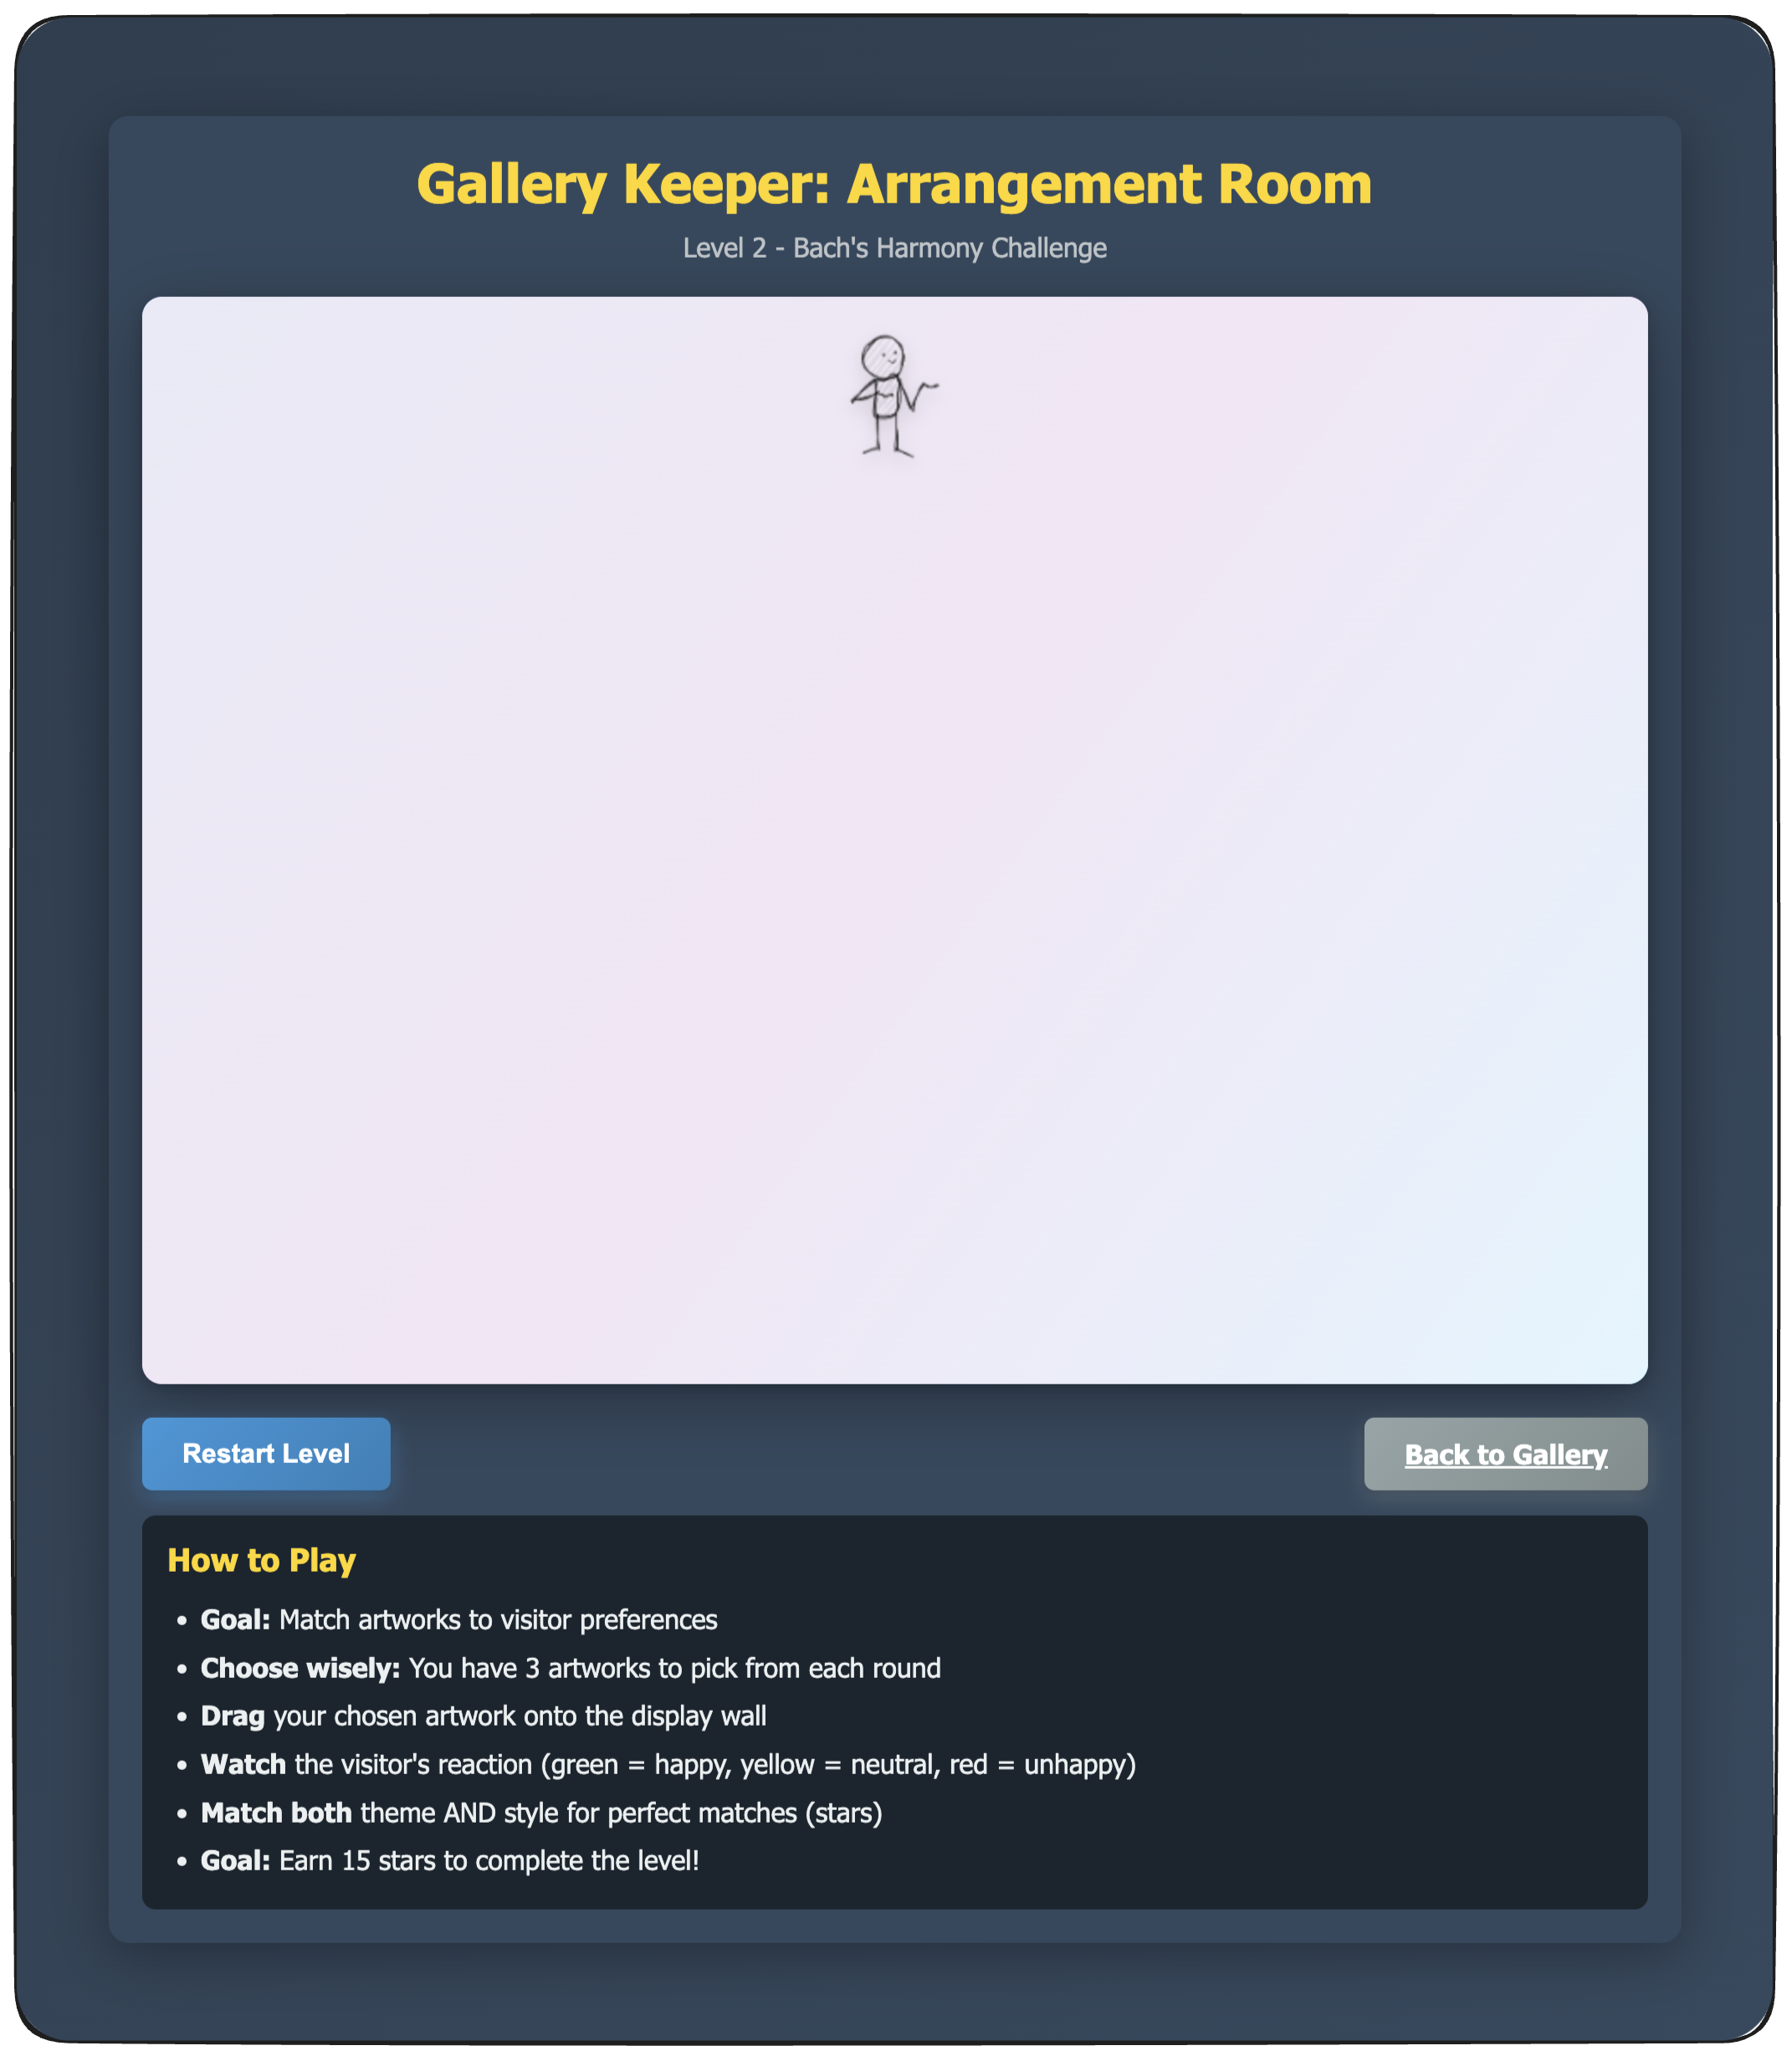 Gallery Keeper: Arrangement Room
Level 2 - Bach's Harmony Challenge
Restart Level
Back to Gallery
How to Play
• Goal: Match artworks to visitor preferences
• Choose wisely: You have 3 artworks to pick from each round
• Drag your chosen artwork onto the display wall
• Watch the visitor's reaction (green = happy, yellow = neutral, red = unhappy)
• Match both theme AND style for perfect matches (stars)
• Goal: Earn 15 stars to complete the level!